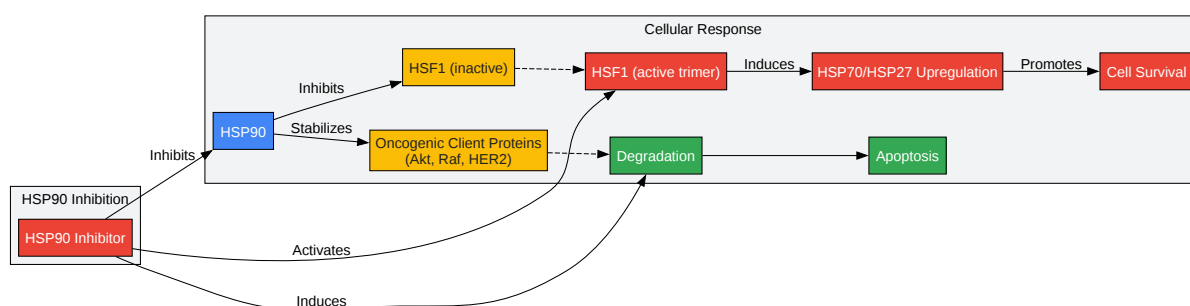 Cellular Response
HSF1 (inactive)
HSF1 (active trimer)
Induces
HSP70/HSP27 Upregulation
Promotes
Cell Survival
Inhibits
HSP90
Stabilizes
Oncogenic Client Proteins
(Akt, Raf, HER2)
Degradation
Apoptosis
Inhibits
HSP90 Inhibition
HSP90 Inhibitor
Activates
Induces